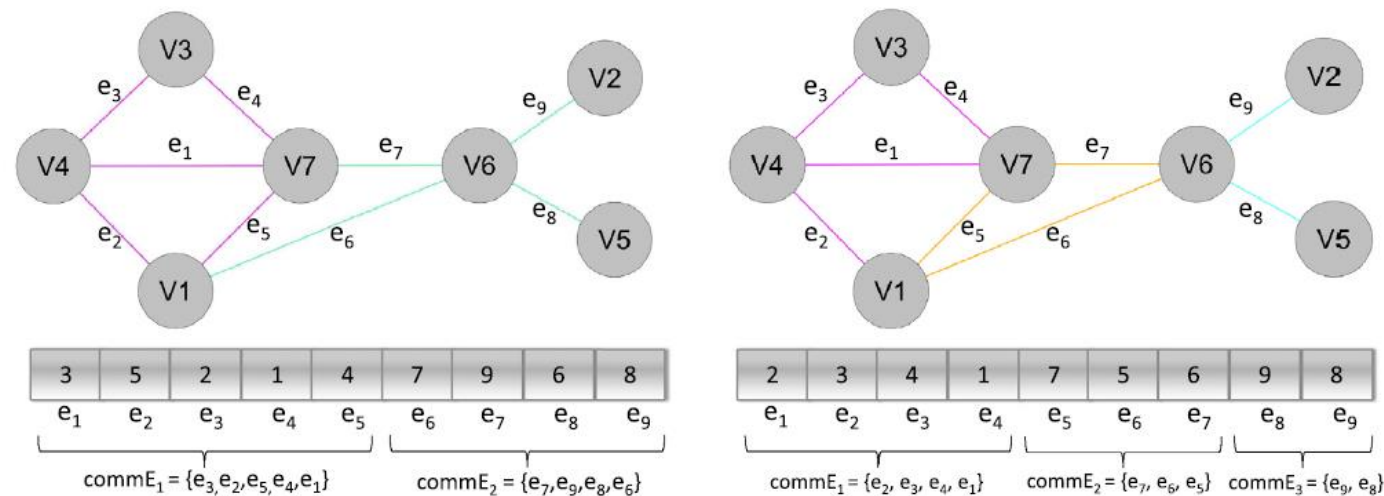 V3
e3
e4
V4
e1
V7
e7
V6
e9
V2
e2
e5
e6
e8
V5
V1
3 5 2 1 4 7 9 6 8
e1 e2 e3 e4 e5 e6 e7 e8 e9
commE1 = {e3,e2,e5,e4,e1}
commE2 = {e7,e9,e8,e6}
V3
e3
e4
V4
e1
V7
e7
V6
e9
V2
e2
e5
e6
e8
V5
V1
2 3 4 1 7 5 6 9 8
e1 e2 e3 e4 e5 e6 e7 e8 e9
commE1 = {e2, e3, e4, e1}
commE2 = {e7, e6, e5}
commE3 = {e9, e8}